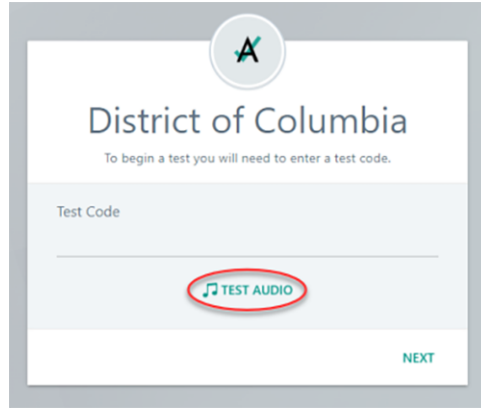 District of Columbia
To begin a test you will need to enter a test code.
Test Code
TEST AUDIO
NEXT